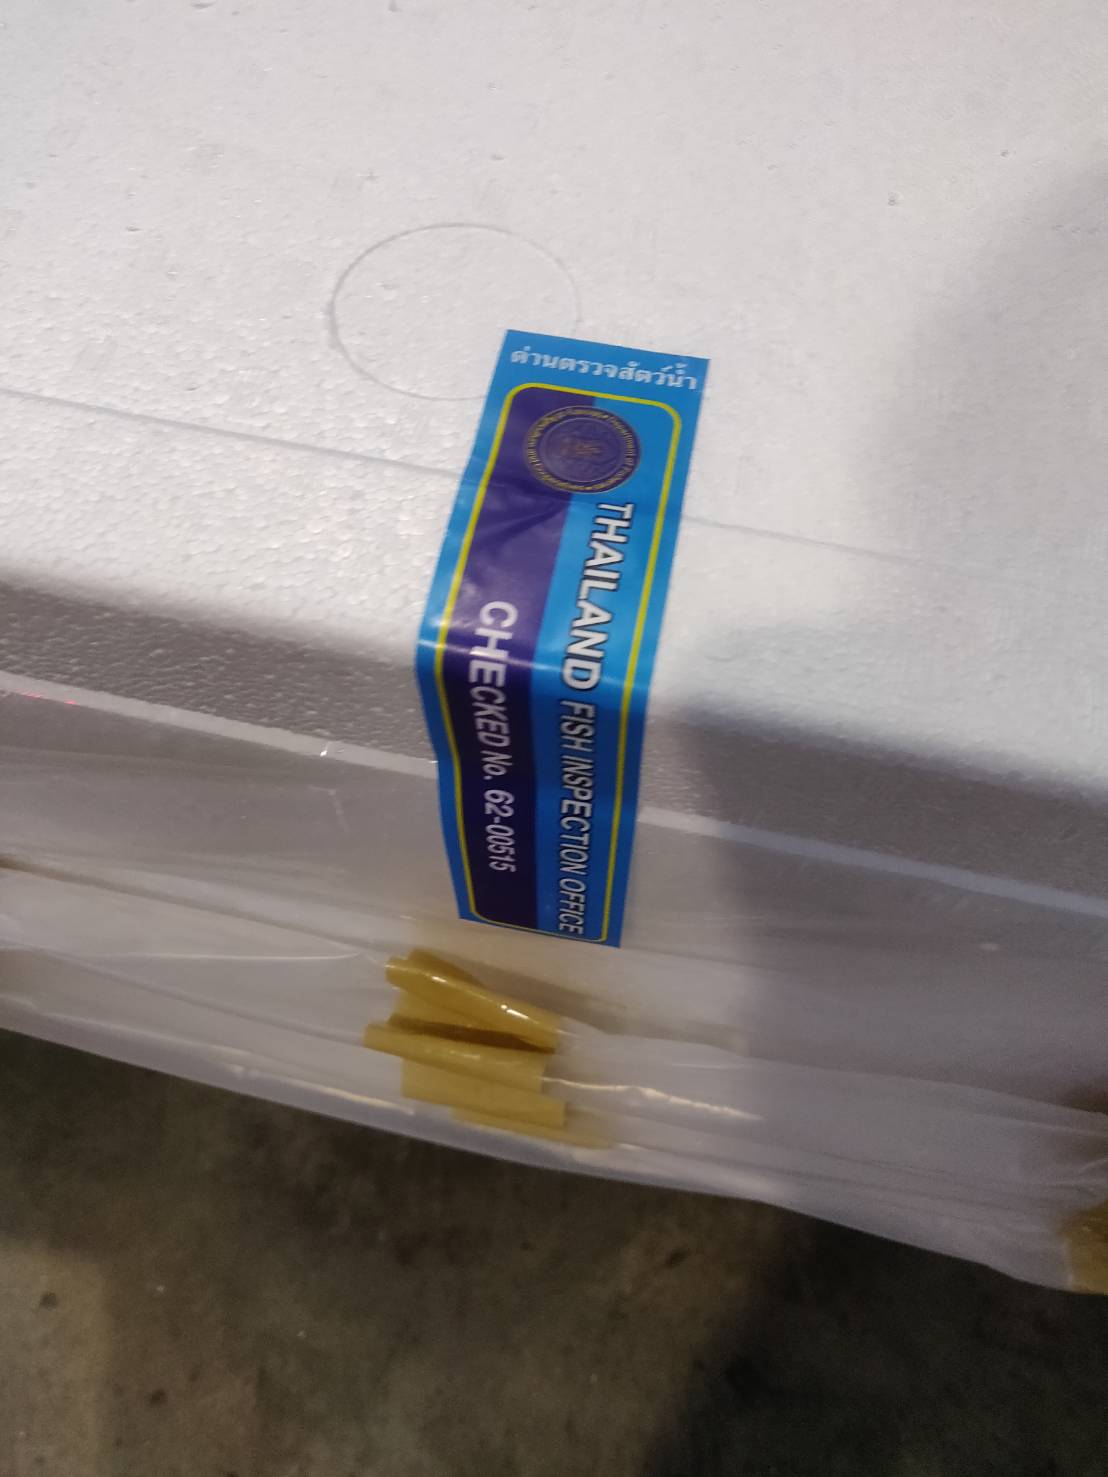 ด่านตรวจสัตว์น้ำ
THAILAND FISH INSPECTION OFFICE
CHECKED No. 62-00515